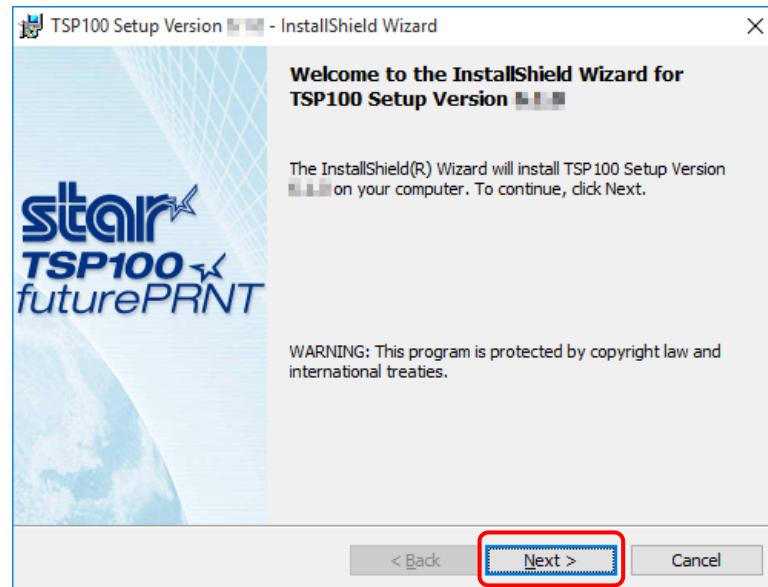 TSP100 Setup Version - InstallShield Wizard
Welcome to the InstallShield Wizard for
TSP100 Setup Version
The InstallShield(R) Wizard will install TSP100 Setup Version
on your computer. To continue, click Next.
star
TSP100
futurePRNT
WARNING: This program is protected by copyright law and
international treaties.
< Back
Next >
Cancel